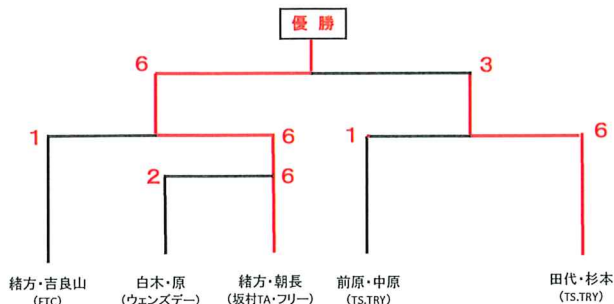 優 勝
6
3
1
6
1
6
2
6
緒方・吉良山
白木・原
緒方・朝長
前原・中原
田代・杉本
(FTC)
(ウェンズデー)
(坂村TA・フリー)
(TS.TRY)
(TS.TRY)